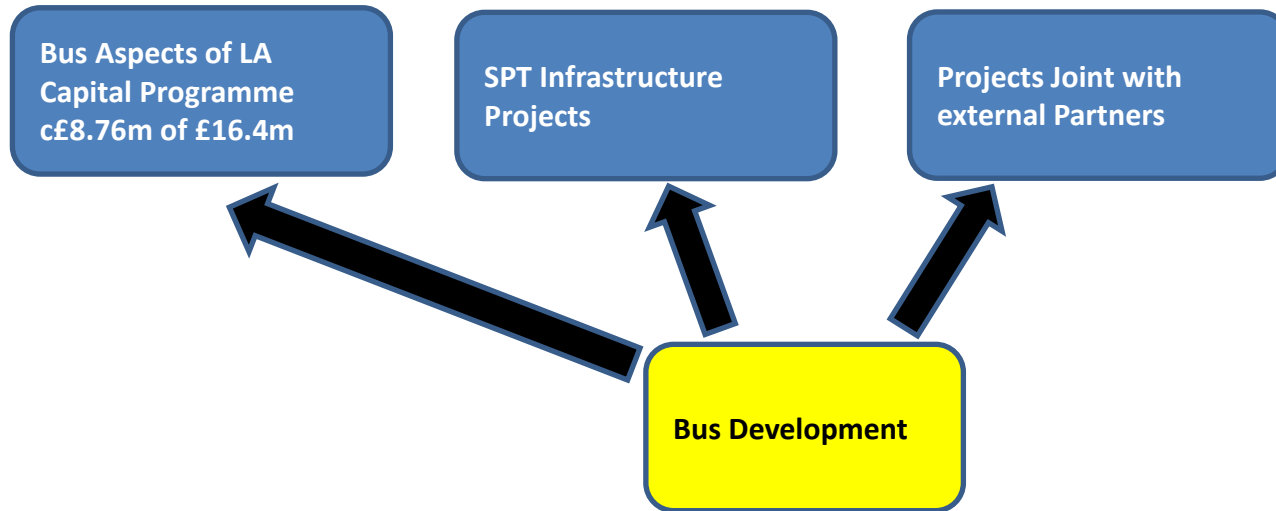 Bus Aspects of LA
Capital Programme
c£8.76m of £16.4m
SPT Infrastructure
Projects
Projects Joint with
external Partners
Bus Development